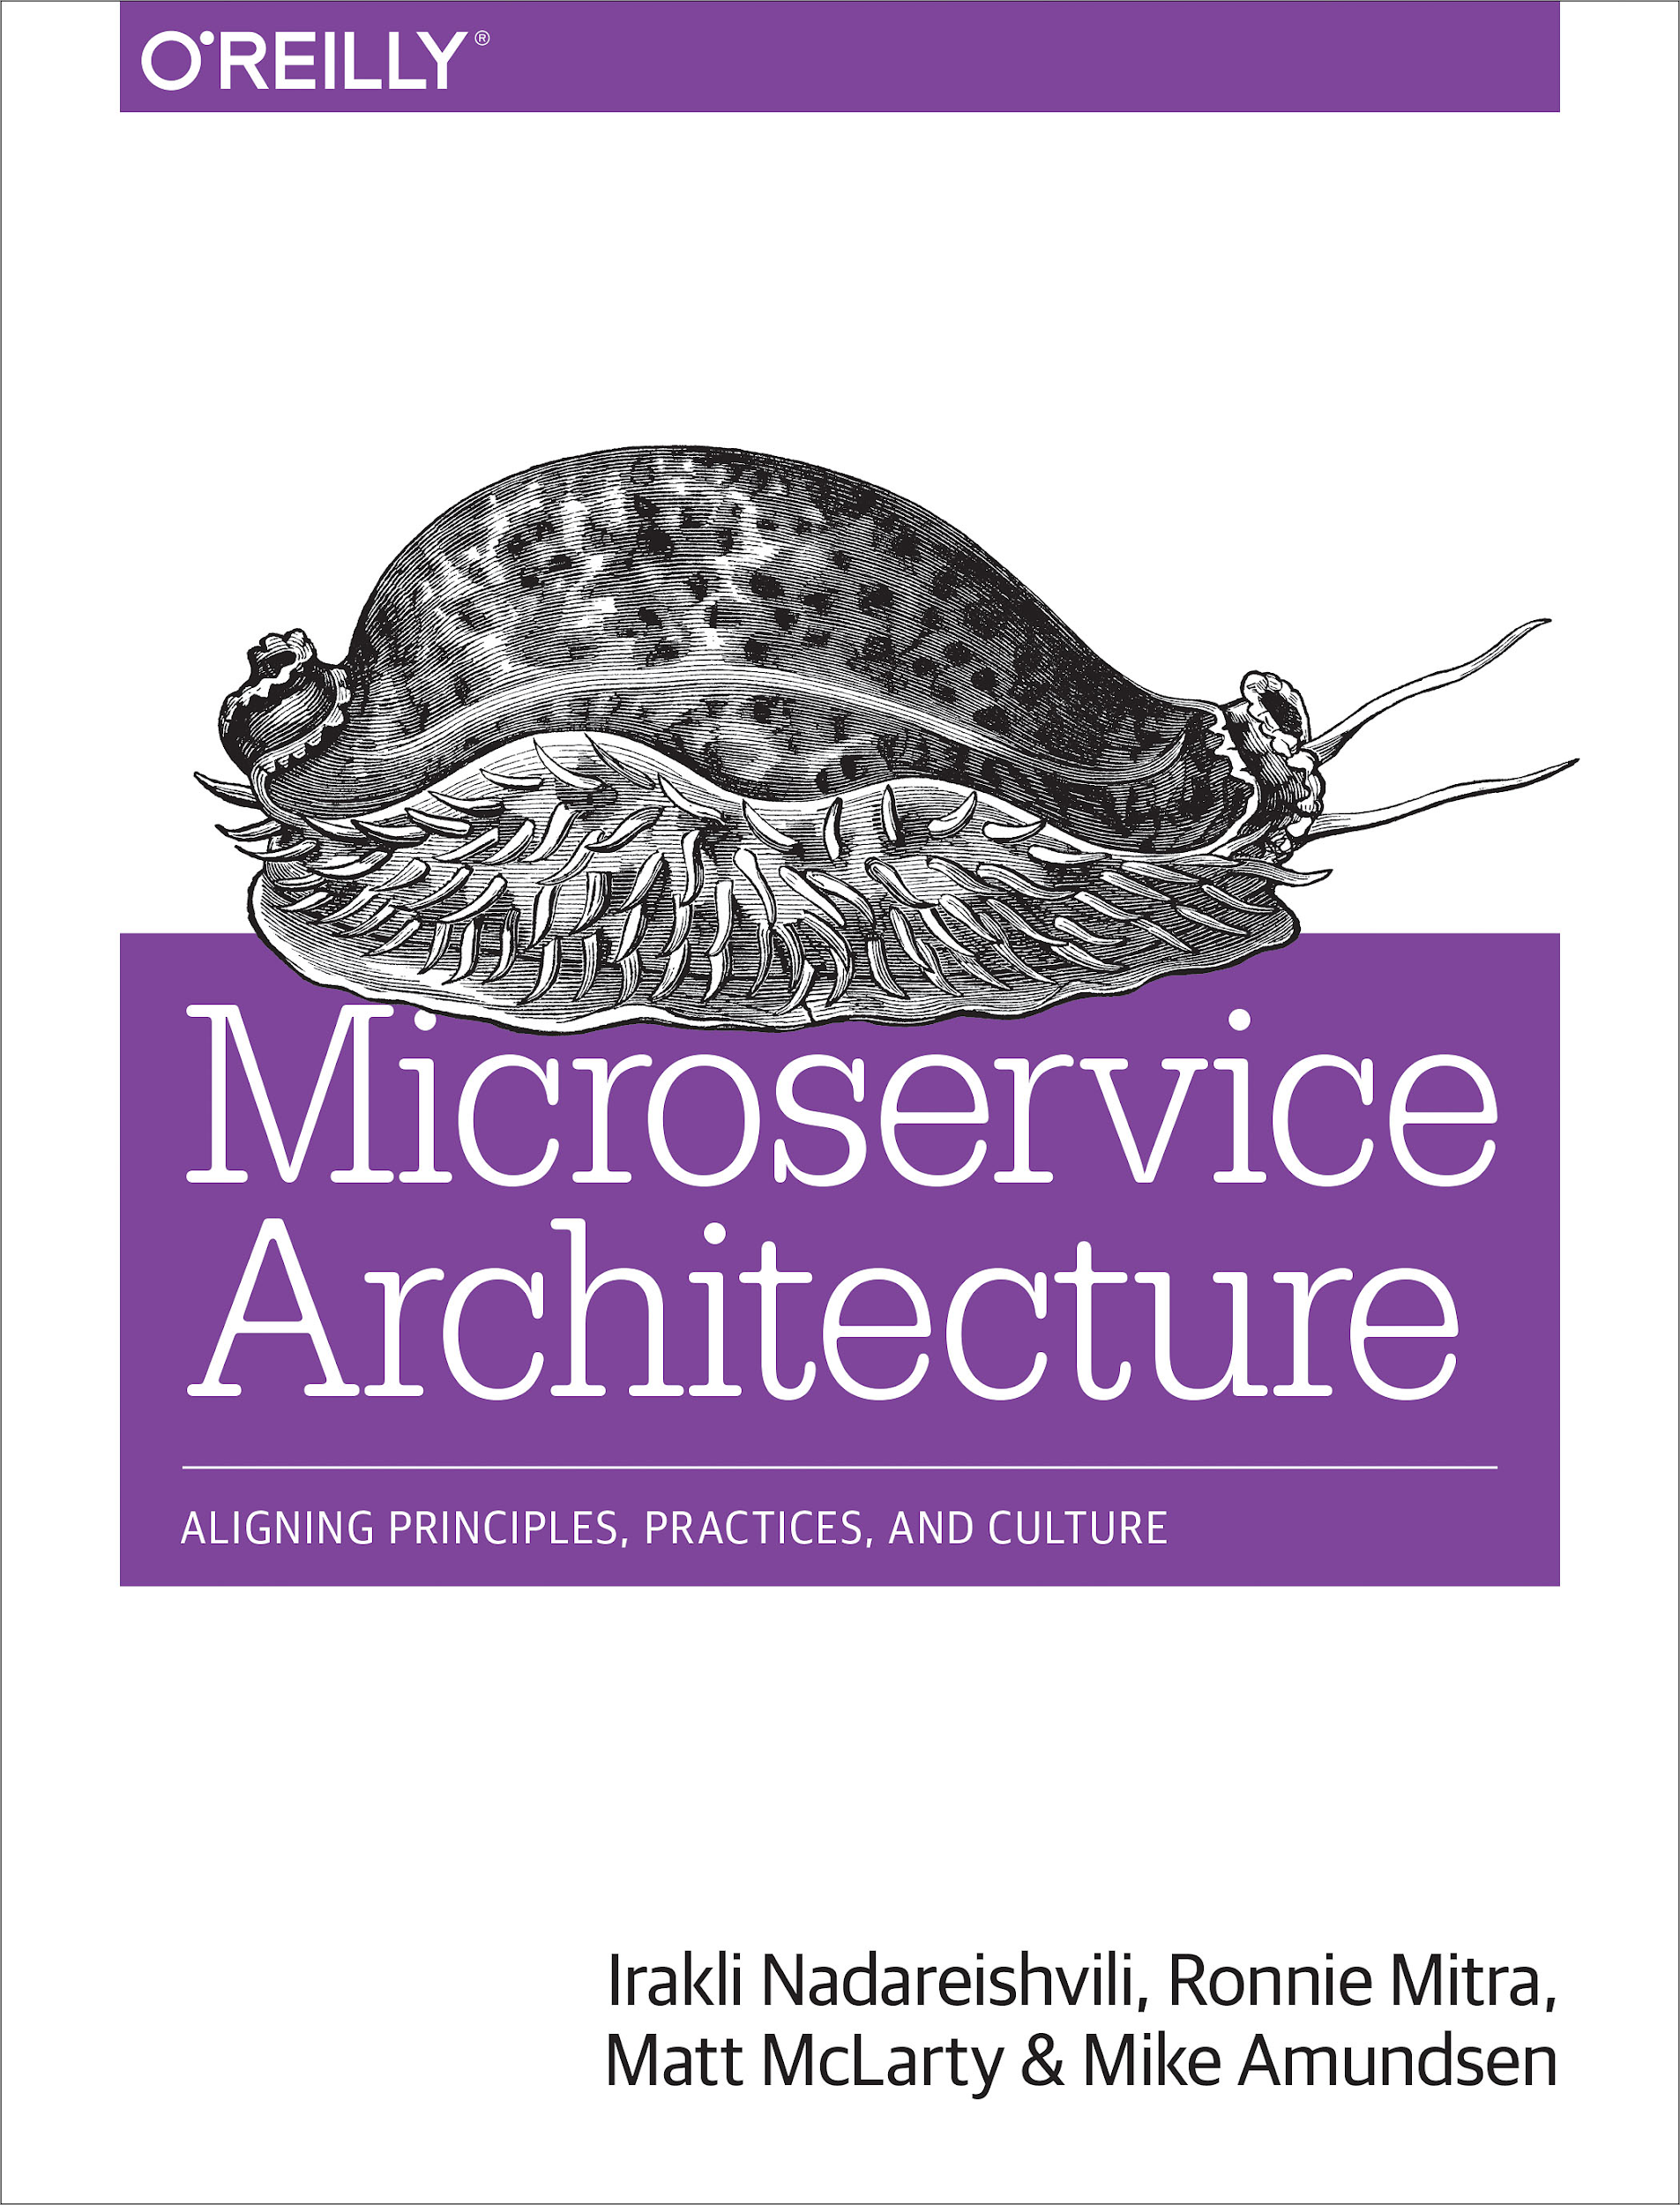 O'REILLY®
Microservice
Architecture
ALIGNING PRINCIPLES, PRACTICES, AND CULTURE
Irakli Nadareishvili, Ronnie Mitra,
Matt McLarty & Mike Amundsen